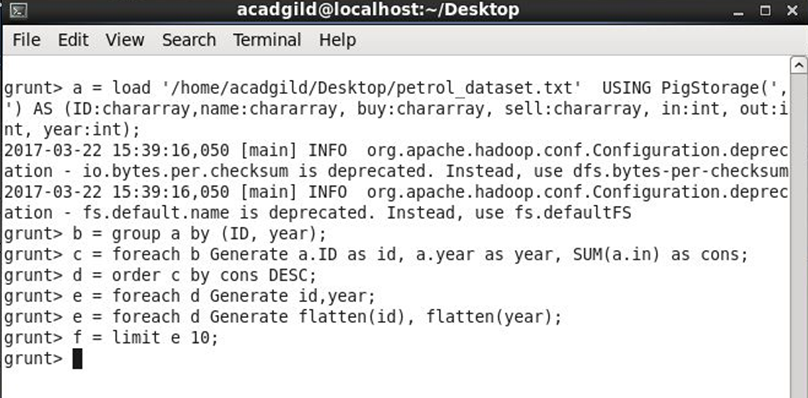 acadgild@localhost:~/Desktop
File Edit View Search Terminal Help
grunt> a = load '/home/acadgild/Desktop/petrol_dataset.txt'  USING PigStorage(',
') AS (ID:chararray,name:chararray, buy:chararray, sell:chararray, in:int, out:i
nt, year:int);
2017-03-22 15:39:16,050 [main] INFO  org.apache.hadoop.conf.Configuration.deprec
ation - io.bytes.per.checksum is deprecated. Instead, use dfs.bytes-per-checksum
2017-03-22 15:39:16,050 [main] INFO  org.apache.hadoop.conf.Configuration.deprec
ation - fs.default.name is deprecated. Instead, use fs.defaultFS
grunt> b = group a by (ID, year);
grunt> c = foreach b Generate a.ID as id, a.year as year, SUM(a.in) as cons;
grunt> d = order c by cons DESC;
grunt> e = foreach d Generate id,year;
grunt> e = foreach d Generate flatten(id), flatten(year);
grunt> f = limit e 10;
grunt>